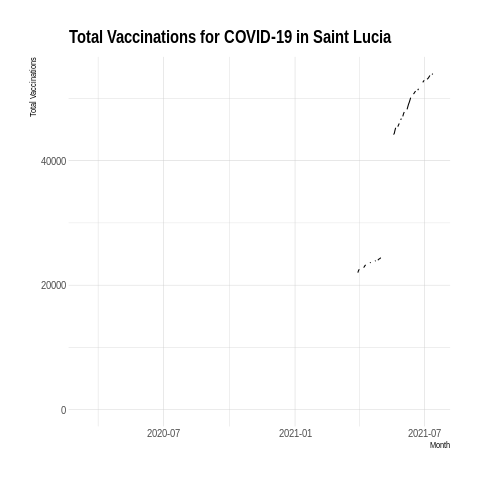 Total Vaccinations for COVID-19 in Saint Lucia
Total Vaccinations
40000
20000
0
2020-07
2021-01
2021-07
Month